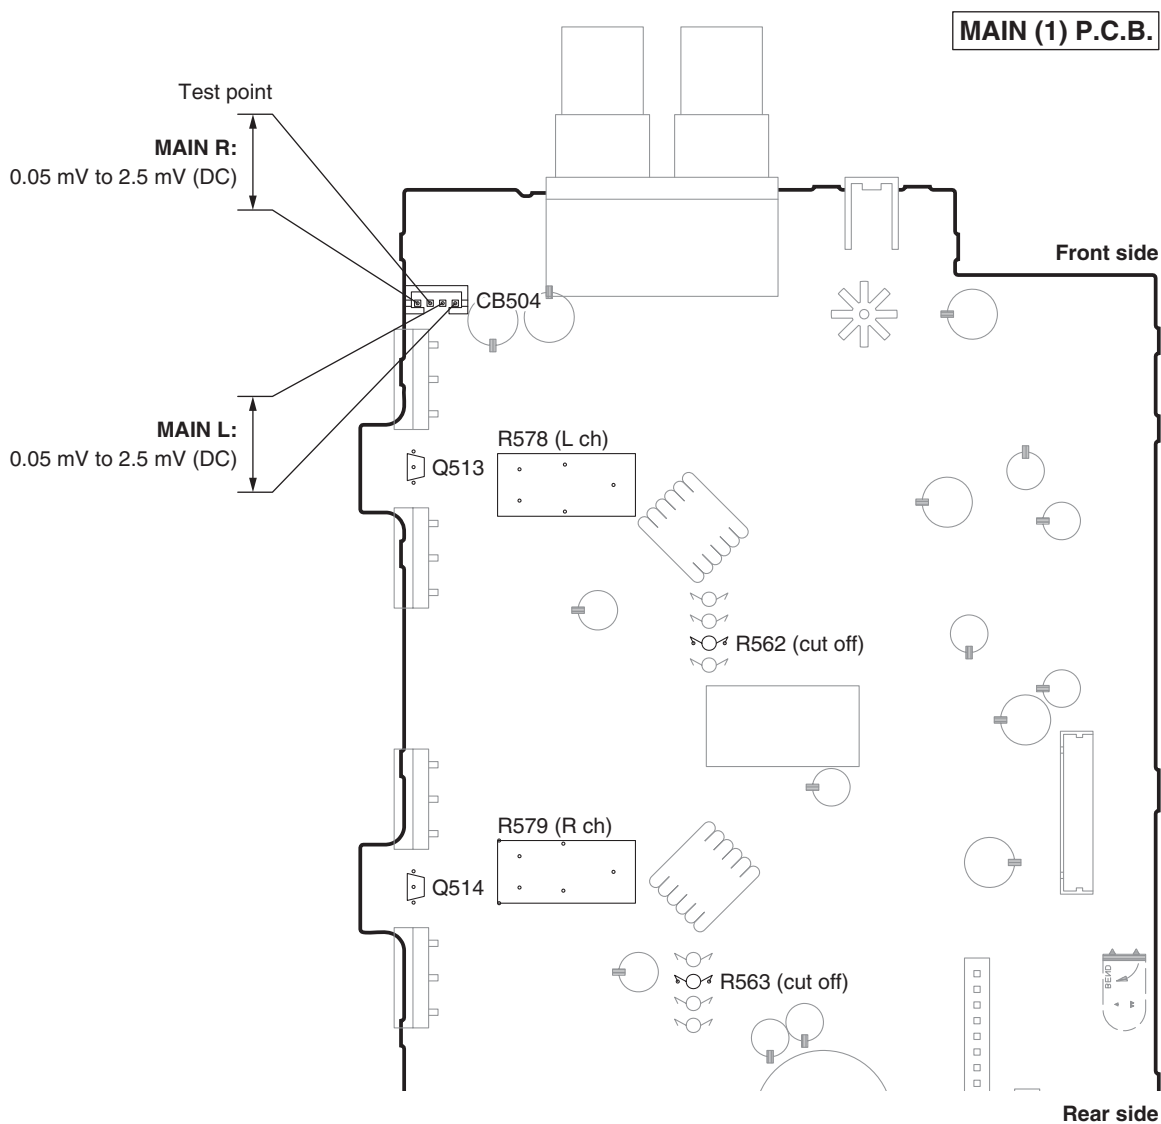 MAIN (1) P.C.B.
Test point
MAIN R:
0.05 mV to 2.5 mV (DC)
Front side
CB504
MAIN L:
0.05 mV to 2.5 mV (DC)
R578 (L ch)
Q513
R562 (cut off)
R579 (R ch)
Q514
R563 (cut off)
BEND
Rear side